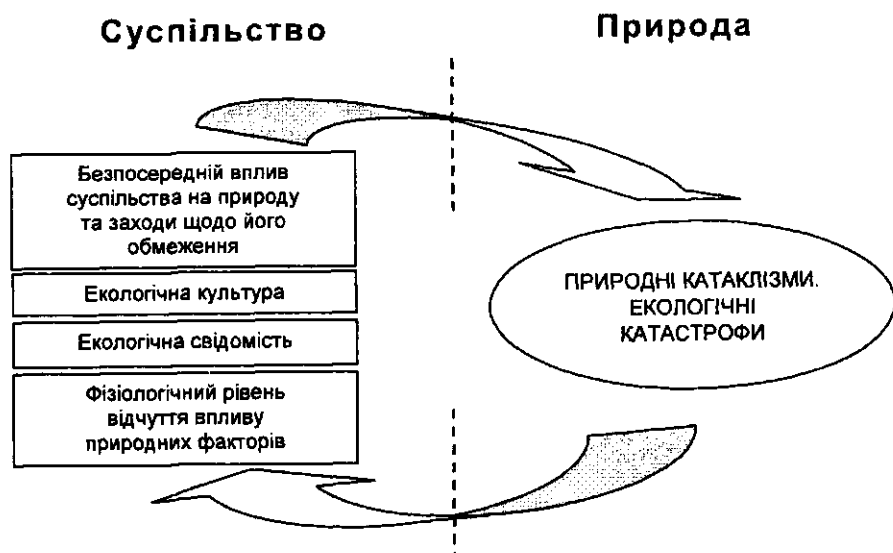 Суспільство
Природа
Безпосередній вплив
суспільства на природу
та заходи щодо його
обмеження
Екологічна культура
Екологічна свідомість
Фізіологічний рівень
відчуття впливу
природних факторів
ПРИРОДНІ КАТАКЛІЗМИ.
ЕКОЛОГІЧНІ
КАТАСТРОФИ